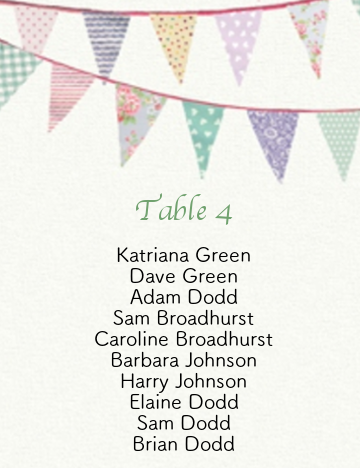 Table 4
Katriana Green
Dave Green
Adam Dodd
Sam Broadhurst
Caroline Broadhurst
Barbara Johnson
Harry Johnson
Elaine Dodd
Sam Dodd
Brian Dodd